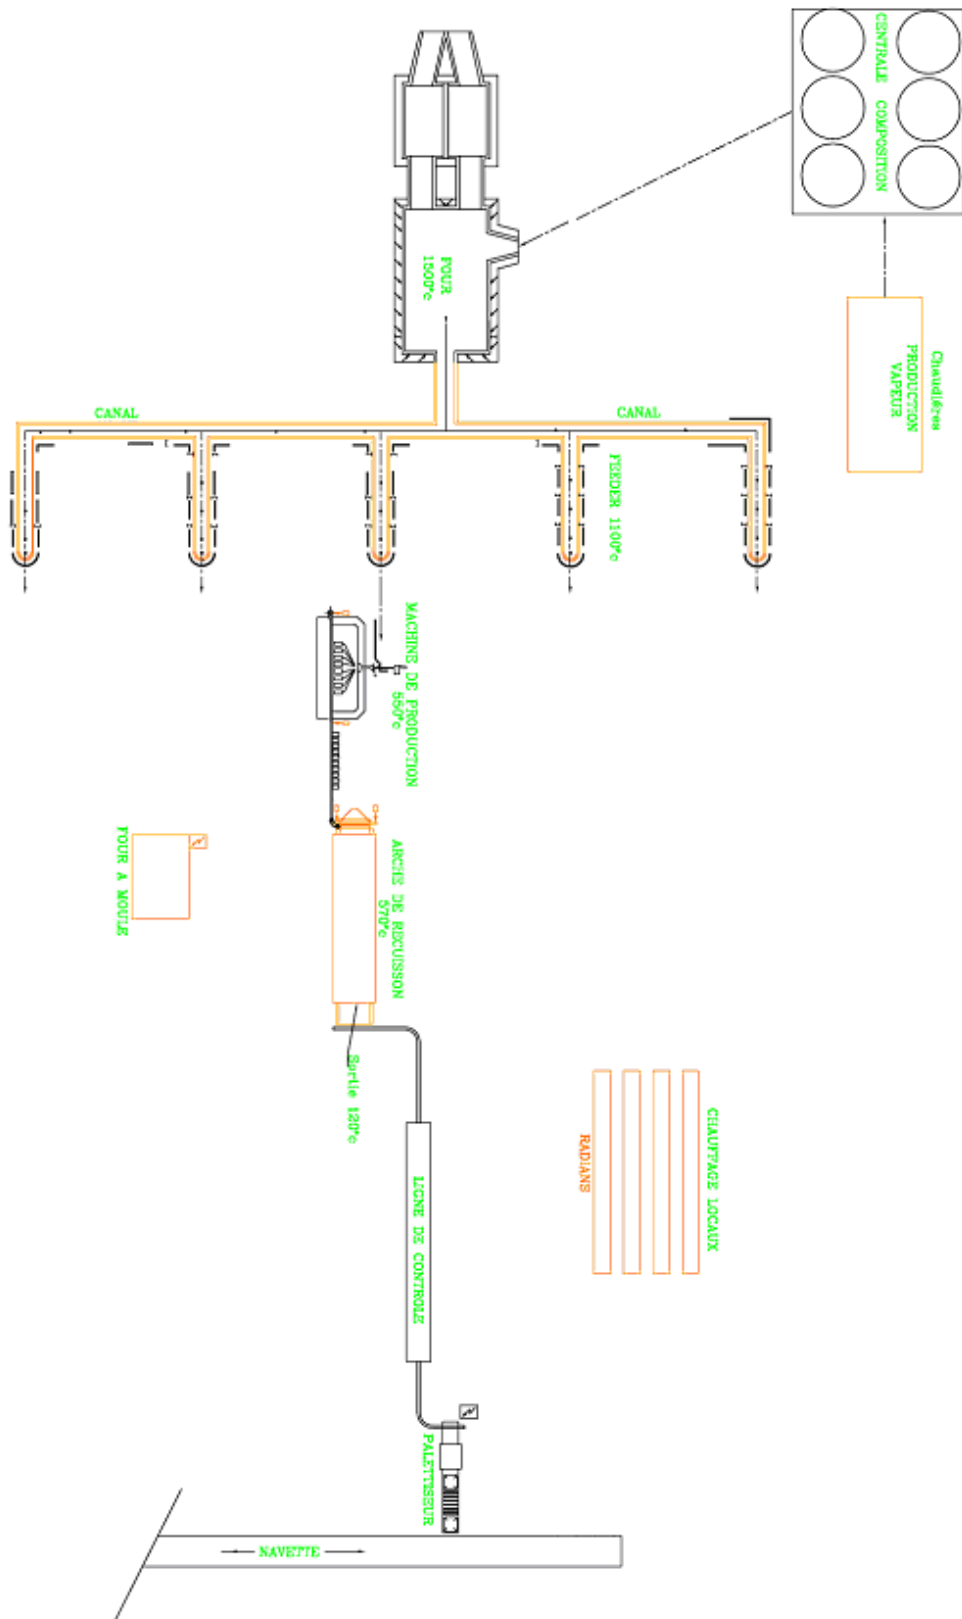 CENTRALE COMPOSITION
FOUR
1500°c
Chaudières
PRODUCTION
VAPEUR
CANAL
CANAL
FEEDER 1100°c
MACHINE DE PRODUCTION
550°c
FOUR A MOULE
ARCHE DE RECUISSON
570°c
Sortie 120°c
CHAUFFAGE LOCAUX
RADIANS
LIGNE DE CONTROLE
PALETTISEUR
NAVETTE